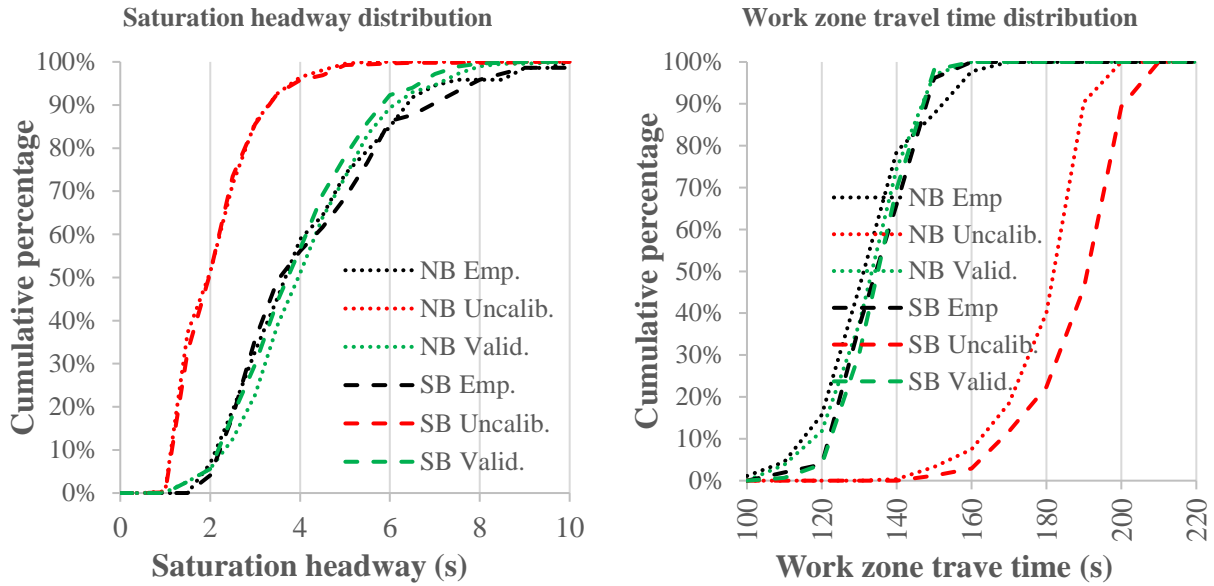 Saturation headway distribution
Cumulative percentage
100%
90%
80%
70%
60%
50%
40%
30%
20%
10%
0%
NB Emp.
NB Uncalib.
NB Valid.
SB Emp.
SB Uncalib.
SB Valid.
0 2 4 6 8 10
Saturation headway (s)
Work zone travel time distribution
Cumulative percentage
100%
90%
80%
70%
60%
50%
40%
30%
20%
10%
0%
NB Emp
NB Uncalib.
NB Valid.
SB Emp
SB Uncalib.
SB Valid.
100 120 140 160 180 200 220
Work zone trave time (s)